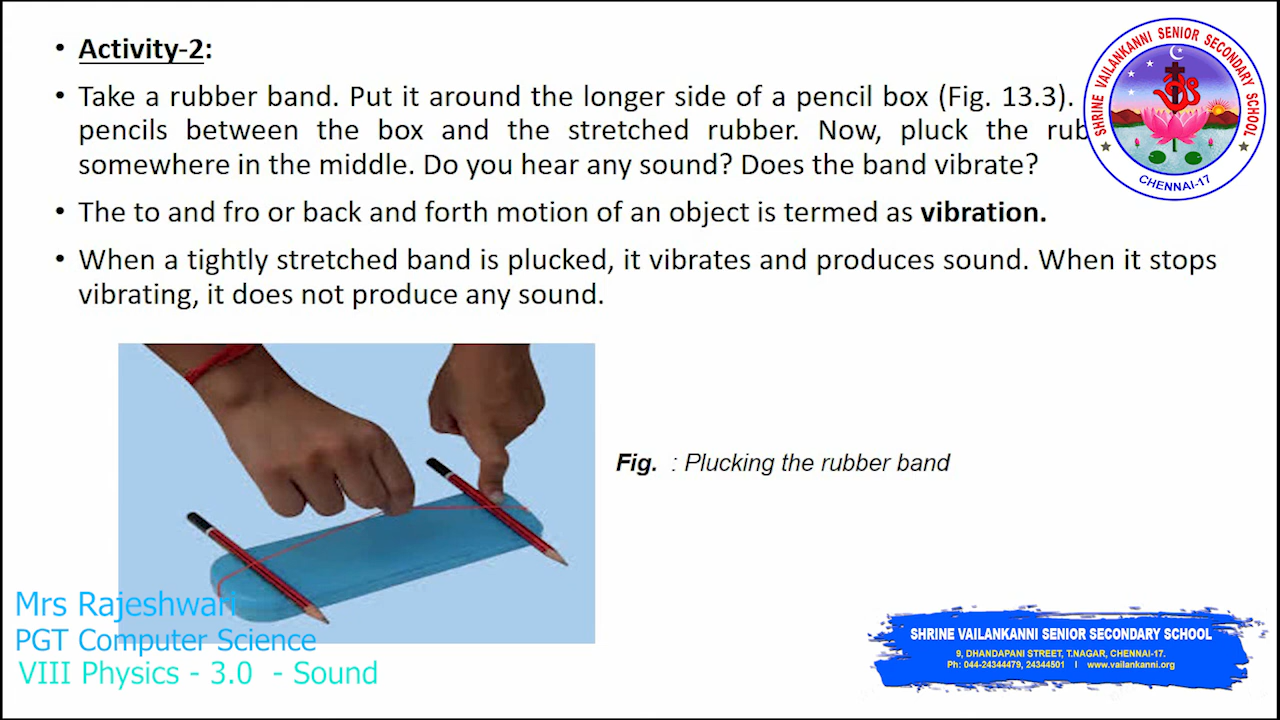 • Activity-2:
• Take a rubber band. Put it around the longer side of a pencil box (Fig. 13.3).
pencils between the box and the stretched rubber. Now, pluck the rub
somewhere in the middle. Do you hear any sound? Does the band vibrate?
• The to and fro or back and forth motion of an object is termed as vibration.
• When a tightly stretched band is plucked, it vibrates and produces sound. When it stops
vibrating, it does not produce any sound.
SHRINE VAILANKANNI SENIOR SECONDARY SCHOOL
CHENNAI-17
Fig. : Plucking the rubber band
Mrs Rajeshwari
PGT Computer Science
VIII Physics - 3.0 - Sound
SHRINE VAILANKANNI SENIOR SECONDARY SCHOOL
9, DHANDAPANI STREET, T.NAGAR, CHENNAI-17.
Ph: 044-24344479, 24344501 I www.vailankanni.org